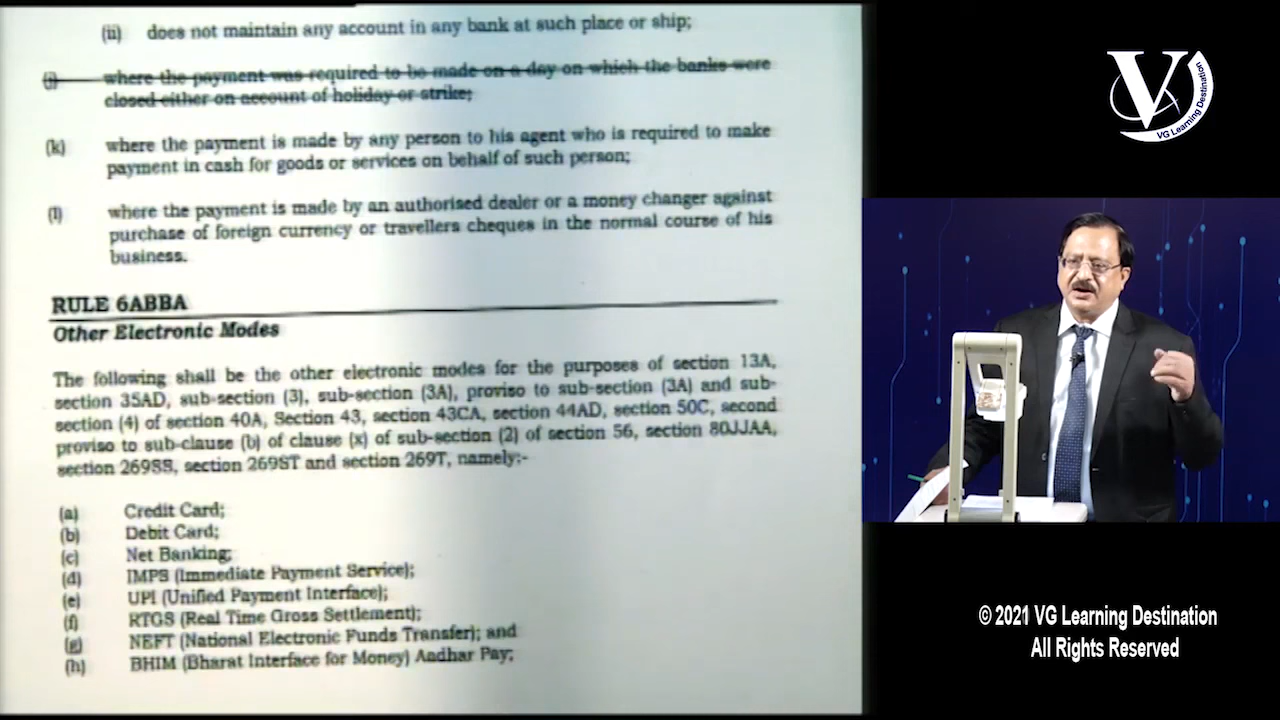 (ii) does not maintain any account in any bank at such place or ship;
(j) where the payment was required to be made on a day on which the banks were
closed either on account of holiday or strike;
(k) where the payment is made by any person to his agent who is required to make
payment in cash for goods or services on behalf of such person;
(l) where the payment is made by an authorised dealer or a money changer against
purchase of foreign currency or travellers cheques in the normal course of his
business.
RULE 6ABBA
Other Electronic Modes
The following shall be the other electronic modes for the purposes of section 13A,
section 35AD, sub-section (3), sub-section (3A), proviso to sub-section (3A) and sub-
section (4) of section 40A, Section 43, section 43CA, section 44AD, section 50C, second
proviso to sub-clause (b) of clause (x) of sub-section (2) of section 56, section 80JJAA,
section 269SS, section 269ST and section 269T, namely:-
(a) Credit Card;
(b) Debit Card;
(c) Net Banking;
(d) IMPS (Immediate Payment Service);
(e) UPI (Unified Payment Interface);
(f) RTGS (Real Time Gross Settlement);
(g) NEFT (National Electronic Funds Transfer); and
(h) BHIM (Bharat Interface for Money) Aadhar Pay;
V
VG Learning Destination
© 2021 VG Learning Destination
All Rights Reserved